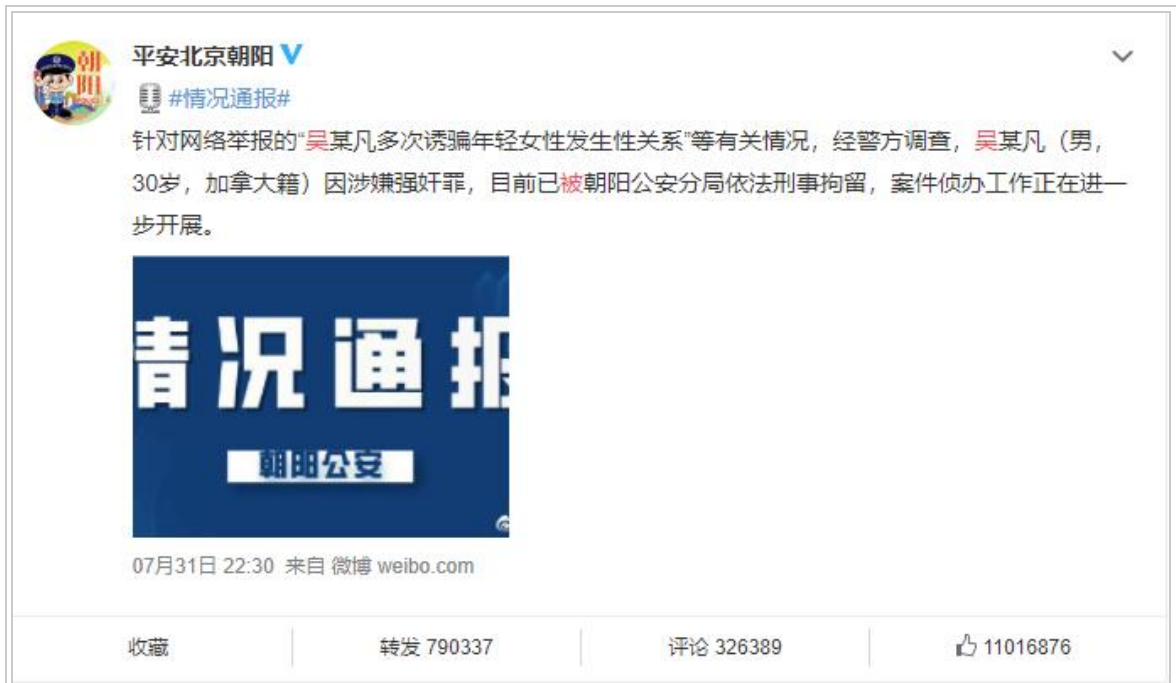 朝阳
平安北京朝阳
#情况通报#
针对网络举报的“吴某凡多次诱骗年轻女性发生性关系”等有关情况，经警方调查，吴某凡（男，
30岁，加拿大籍）因涉嫌强奸罪，目前已被朝阳公安分局依法刑事拘留，案件侦办工作正在进一
步开展。
情况通报
朝阳公安
07月31日 22:30 来自 微博 weibo.com
收藏 转发 790337 评论 326389 11016876